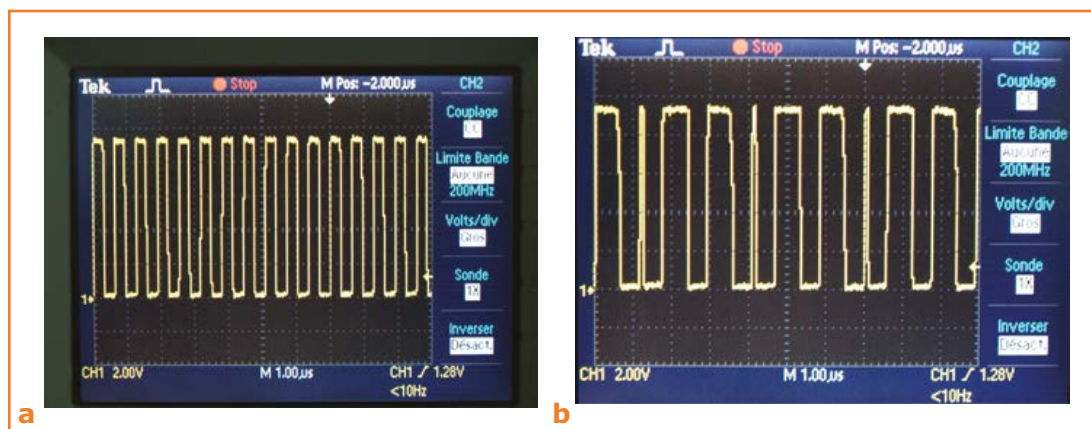 Tek
Stop
M Pos: -2.000µs
CH2
Couplage
CC
Limite Bande
Aucune
200MHz
Volts/div
Gros
Sonde
1X
Inverser
Désact.
1
CH1 2.00V
M 1.00µs
CH1
1.28V
<10Hz
a
Tek
Stop
M Pos: -2.000µs
CH2
Couplage
CC
Limite Bande
Aucune
200MHz
Volts/div
Gros
Sonde
1X
Inverser
Désact.
1
CH1 2.00V
M 1.00µs
CH1
1.28V
<10Hz
b